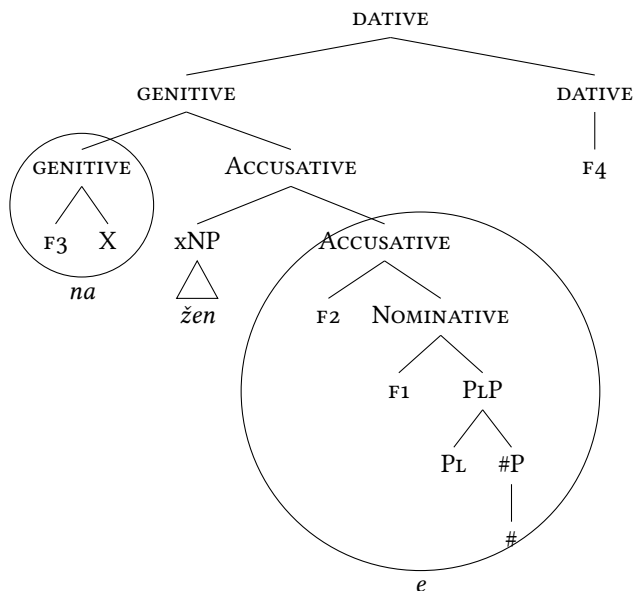 DATIVE
GENITIVE DATIVE
GENITIVE ACCUSATIVE F4
F3 X xNP ACCUSATIVE
na žen F2 NOMINATIVE
F1 PLP
PL #P
#
e